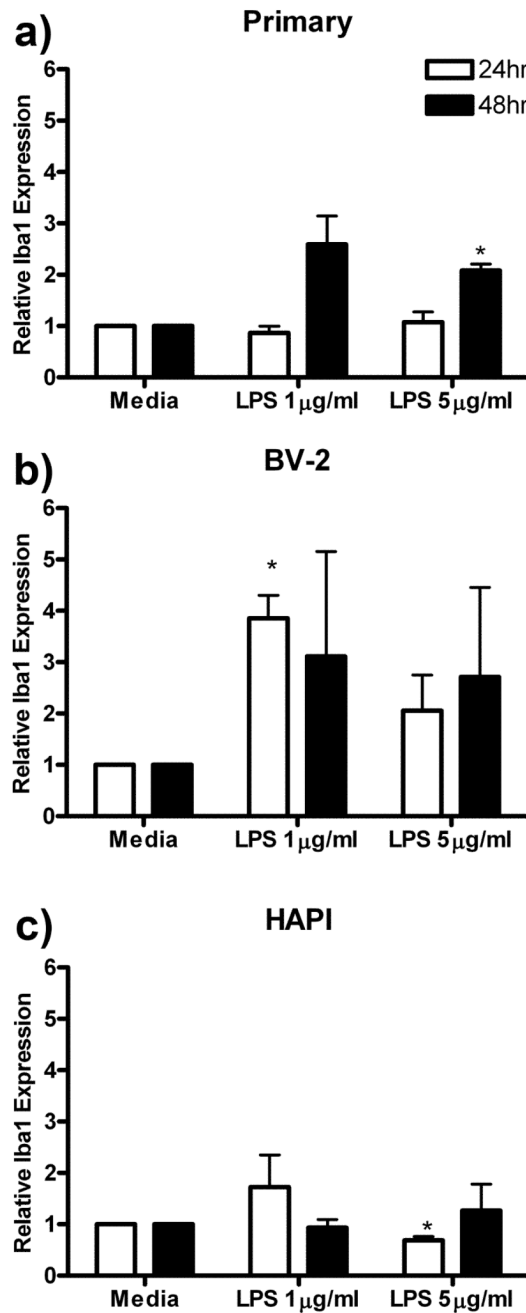 a)
Primary
24hr
48hr
Relative Iba1 Expression
6
5
4
3
2
1
0
*
Media
LPS 1μg/ml
LPS 5μg/ml
b)
BV-2
Relative Iba1 Expression
6
5
4
3
2
1
0
*
Media
LPS 1μg/ml
LPS 5μg/ml
c)
HAPI
Relative Iba1 Expression
6
5
4
3
2
1
0
*
Media
LPS 1μg/ml
LPS 5μg/ml